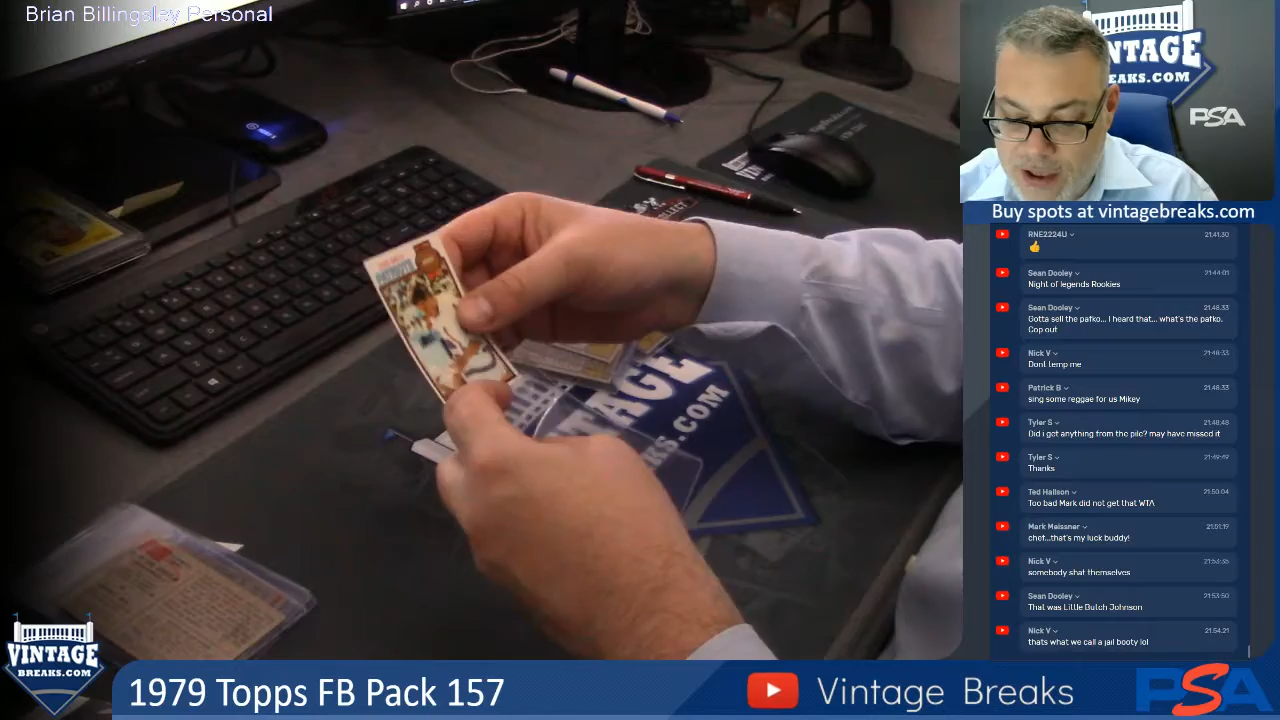 Brian Billingsley Personal
VINTAGE
BREAKS.COM
PSA
Buy spots at vintagebreaks.com
RNE2224U 21.41.30
👍
Sean Dooley 21:44:01
Night of legends Rookies
Sean Dooley 21.48.33
Gotta sell the pafko... I heard that... what's the pafko.
Cop out
Nick V 21:48:33
Dont temp me
Patrick B 21.48.33
sing some reggae for us Mikey
Tyler S 21:48,48
Did i get anything from the pile? may have missed it
Tyler S 21:49:49
Thanks
Ted Hallson 21:50.04
Too bad Mark did not get that WTA
Mark Meissner 21:51.19
chef...that's my luck buddy!
Nick V 21:53:35
somebody shat themselves
Sean Dooley 21:53:50
That was Little Butch Johnson
Nick V 21:54.21
thats what we call a jail booty lol
VINTAGE
BREAKS.COM
1979 Topps FB Pack 157
Vintage Breaks
PSA